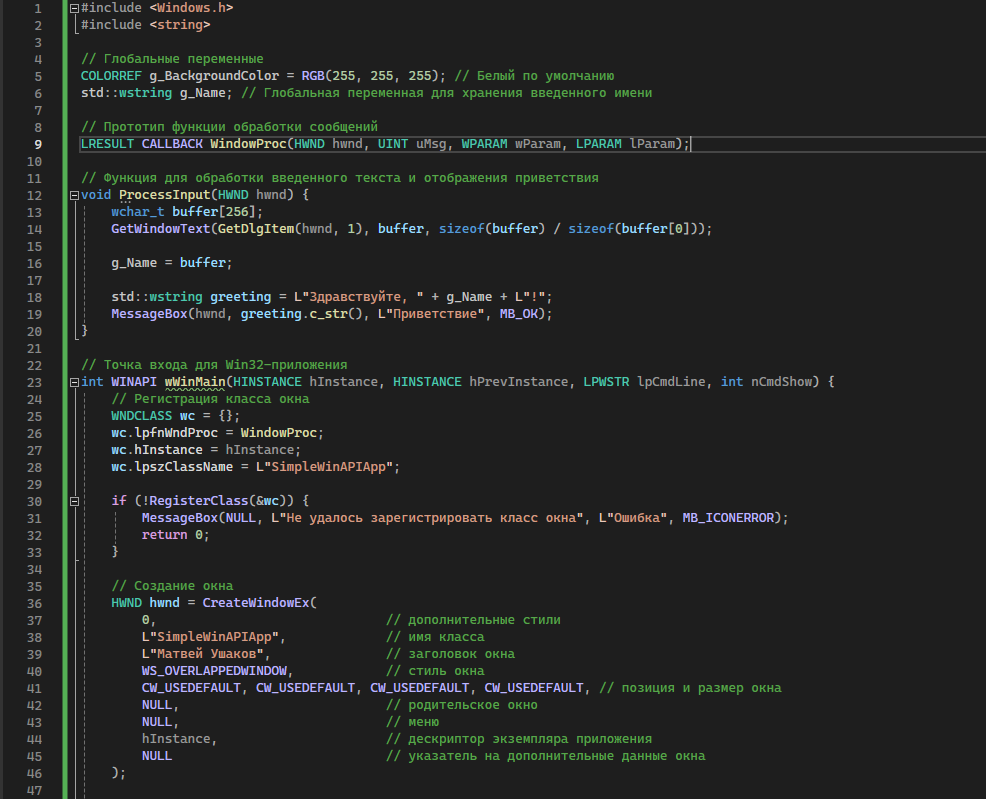 1 #include <Windows.h>
2 #include <string>
3
4 // Глобальные переменные
5 COLORREF g_BackgroundColor = RGB(255, 255, 255); // Белый по умолчанию
6 std::wstring g_Name; // Глобальная переменная для хранения введенного имени
7
8 // Прототип функции обработки сообщений
9 LRESULT CALLBACK WindowProc(HWND hwnd, UINT uMsg, WPARAM wParam, LPARAM lParam);
10
11 // Функция для обработки введенного текста и отображения приветствия
12 void ProcessInput(HWND hwnd) {
13     wchar_t buffer[256];
14     GetWindowText(GetDlgItem(hwnd, 1), buffer, sizeof(buffer) / sizeof(buffer[0]));
15
16     g_Name = buffer;
17
18     std::wstring greeting = L"Здравствуйте, " + g_Name + L"!";
19     MessageBox(hwnd, greeting.c_str(), L"Приветствие", MB_OK);
20 }
21
22 // Точка входа для Win32-приложения
23 int WINAPI wWinMain(HINSTANCE hInstance, HINSTANCE hPrevInstance, LPWSTR lpCmdLine, int nCmdShow) {
24     // Регистрация класса окна
25     WNDCLASS wc = {};
26     wc.lpfnWndProc = WindowProc;
27     wc.hInstance = hInstance;
28     wc.lpszClassName = L"SimpleWinAPIApp";
29
30     if (!RegisterClass(&wc)) {
31         MessageBox(NULL, L"Не удалось зарегистрировать класс окна", L"Ошибка", MB_ICONERROR);
32         return 0;
33     }
34
35     // Создание окна
36     HWND hwnd = CreateWindowEx(
37         0,                              // дополнительные стили
38         L"SimpleWinAPIApp",             // имя класса
39         L"Матвей Ушаков",               // заголовок окна
40         WS_OVERLAPPEDWINDOW,            // стиль окна
41         CW_USEDEFAULT, CW_USEDEFAULT, CW_USEDEFAULT, CW_USEDEFAULT, // позиция и размер окна
42         NULL,                           // родительское окно
43         NULL,                           // меню
44         hInstance,                      // дескриптор экземпляра приложения
45         NULL                            // указатель на дополнительные данные окна
46     );
47